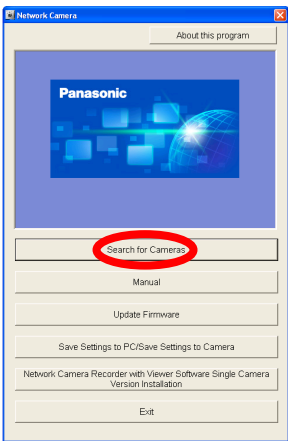 Network Camera
About this program
Panasonic
Search for Cameras
Manual
Update Firmware
Save Settings to PC/Save Settings to Camera
Network Camera Recorder with Viewer Software Single Camera
Version Installation
Exit